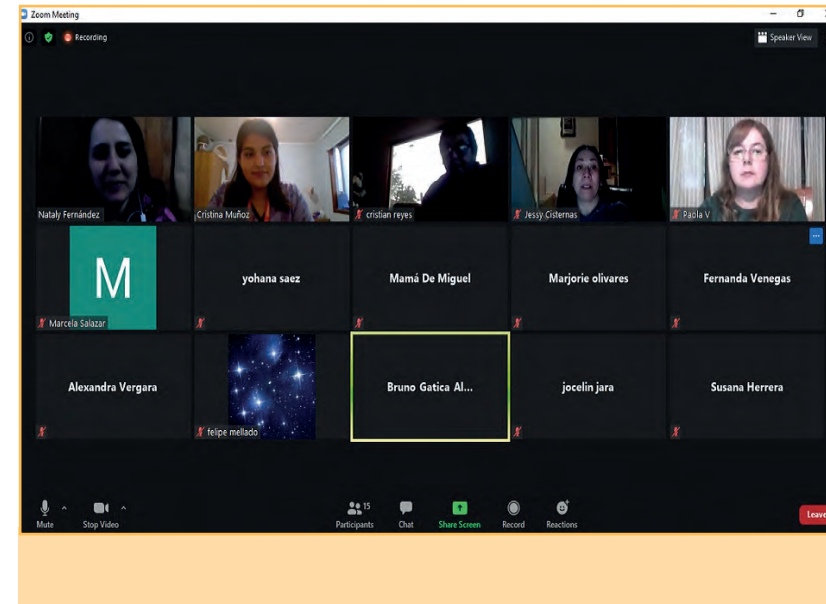 Zoom Meeting
Recording
Speaker View
Nataly Fernández
Cristina Muñoz
cristian reyes
Jessy Cisternas
Paola V
M
Marcela Salazar
yohana saez
Mamá De Miguel
Marjorie olivares
Fernanda Venegas
Alexandra Vergara
felipe mellado
Bruno Gatica Al...
jocelin jara
Susana Herrera
Mute
Stop Video
15
Participants
Chat
Share Screen
Record
Reactions
Leave